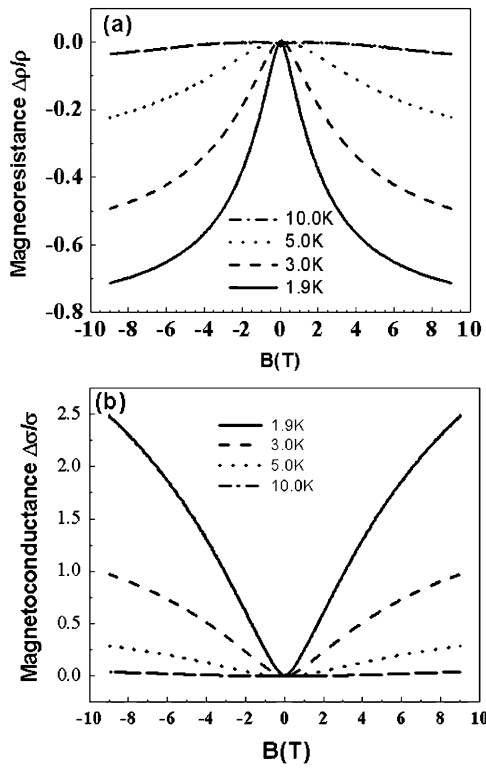 (a)
Magneoresistance Δρ/ρ
0.0
-0.2
-0.4
-0.6
-0.8
10.0K
5.0K
3.0K
1.9K
-10 -8 -6 -4 -2 0 2 4 6 8 10
B(T)
(b)
Magnetoconductance Δσ/σ
2.5
2.0
1.5
1.0
0.5
0.0
1.9K
3.0K
5.0K
10.0K
-10 -8 -6 -4 -2 0 2 4 6 8 10
B(T)